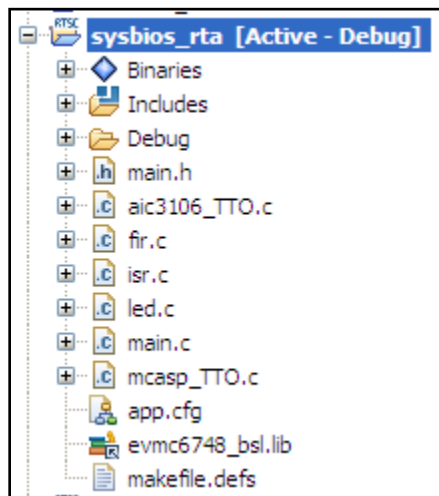 RTSC
sysbios_rta [Active - Debug]
Binaries
Includes
Debug
.h main.h
.c aic3106_TTO.c
.c fir.c
.c isr.c
.c led.c
.c main.c
.c mcasp_TTO.c
app.cfg
evmc6748_bsl.lib
makefile.defs